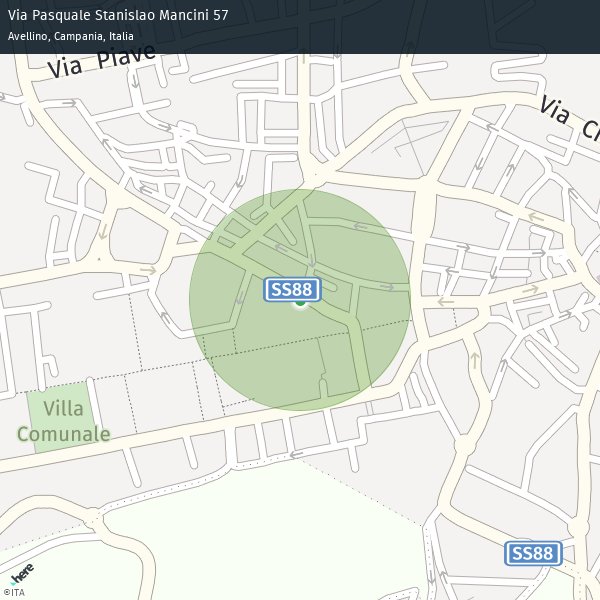 Via Pasquale Stanislao Mancini 57
Avellino, Campania, Italia
Via Piave
Via Ci
SS88
Villa
Comunale
SS88
here
©ITA